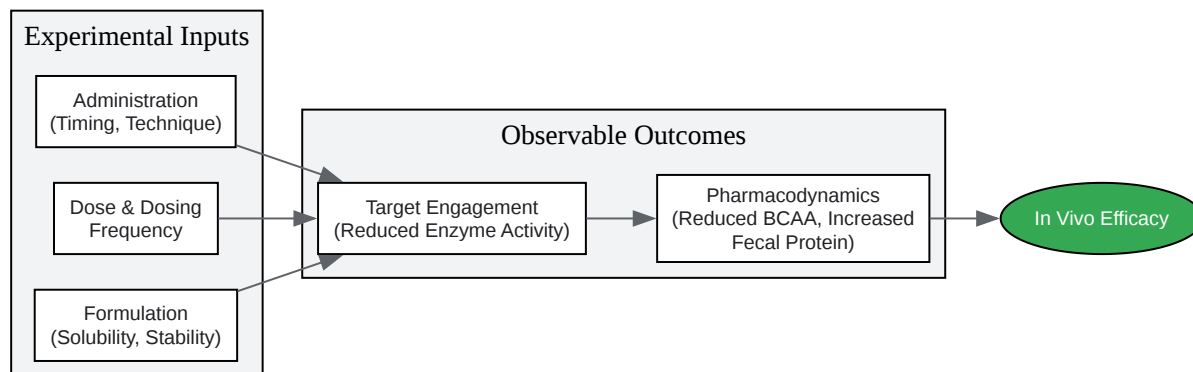 Experimental Inputs
Administration
(Timing, Technique)
Dose & Dosing
Frequency
Formulation
(Solubility, Stability)
Observable Outcomes
Target Engagement
(Reduced Enzyme Activity)
Pharmacodynamics
(Reduced BCAA, Increased
Fecal Protein)
In Vivo Efficacy